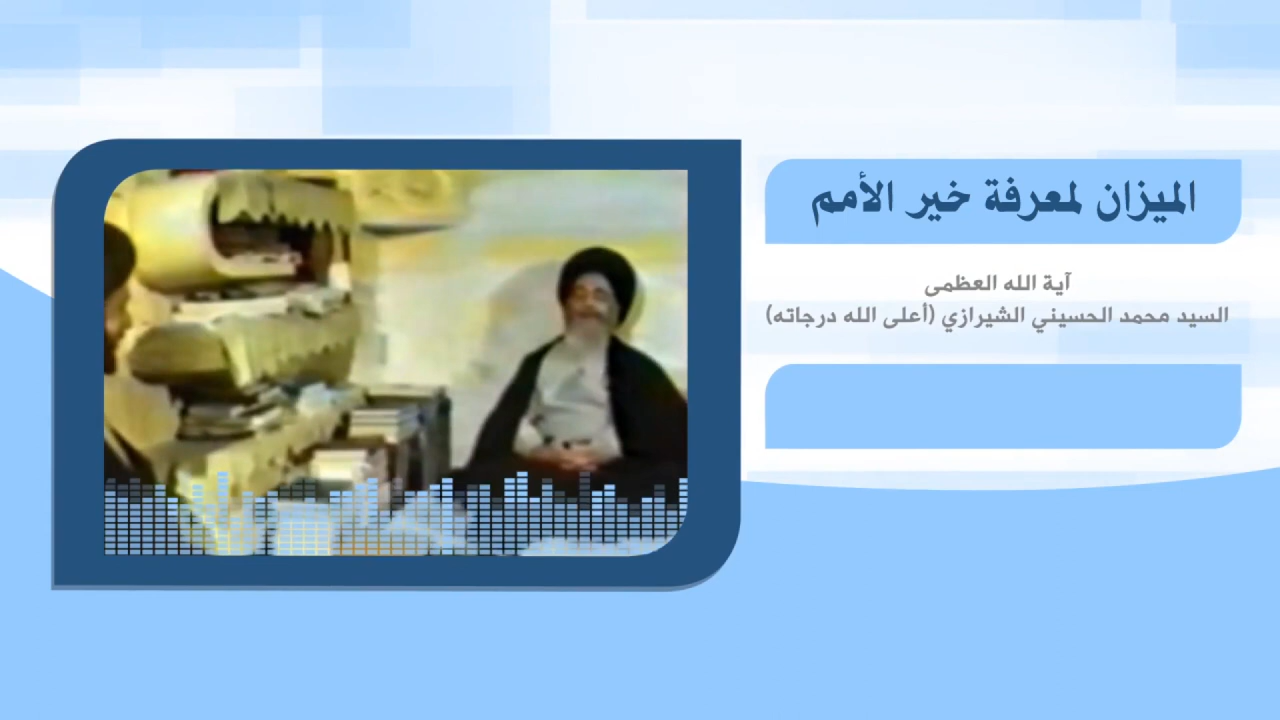 الميزان لمعرفة خير الأمم
آية الله العظمى
السيد محمد الحسيني الشيرازي (أعلى الله درجاته)